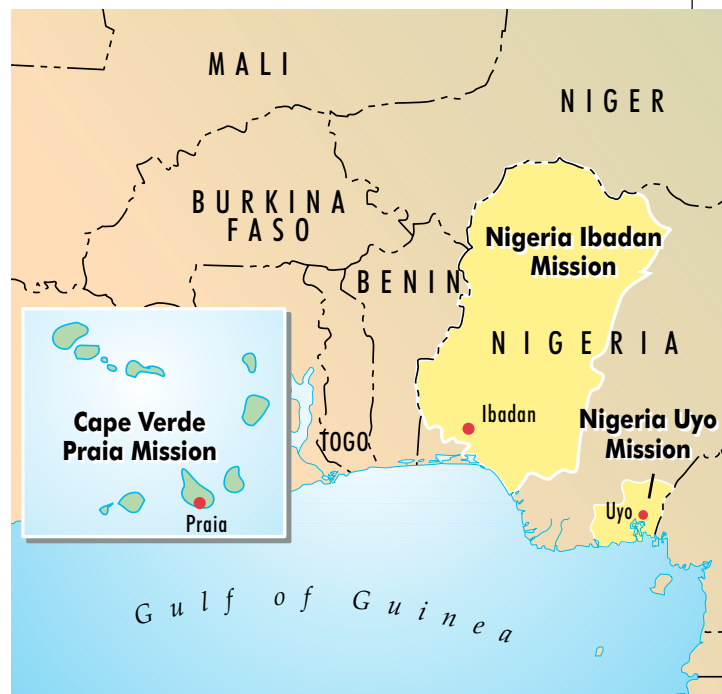 MALI
NIGER
BURKINA
FASO
Nigeria Ibadan
Mission
BENIN
NIGERIA
Ibadan
Nigeria Uyo
Mission
Cape Verde
Praia Mission
TOGO
Uyo
Praia
Gulf of Guinea